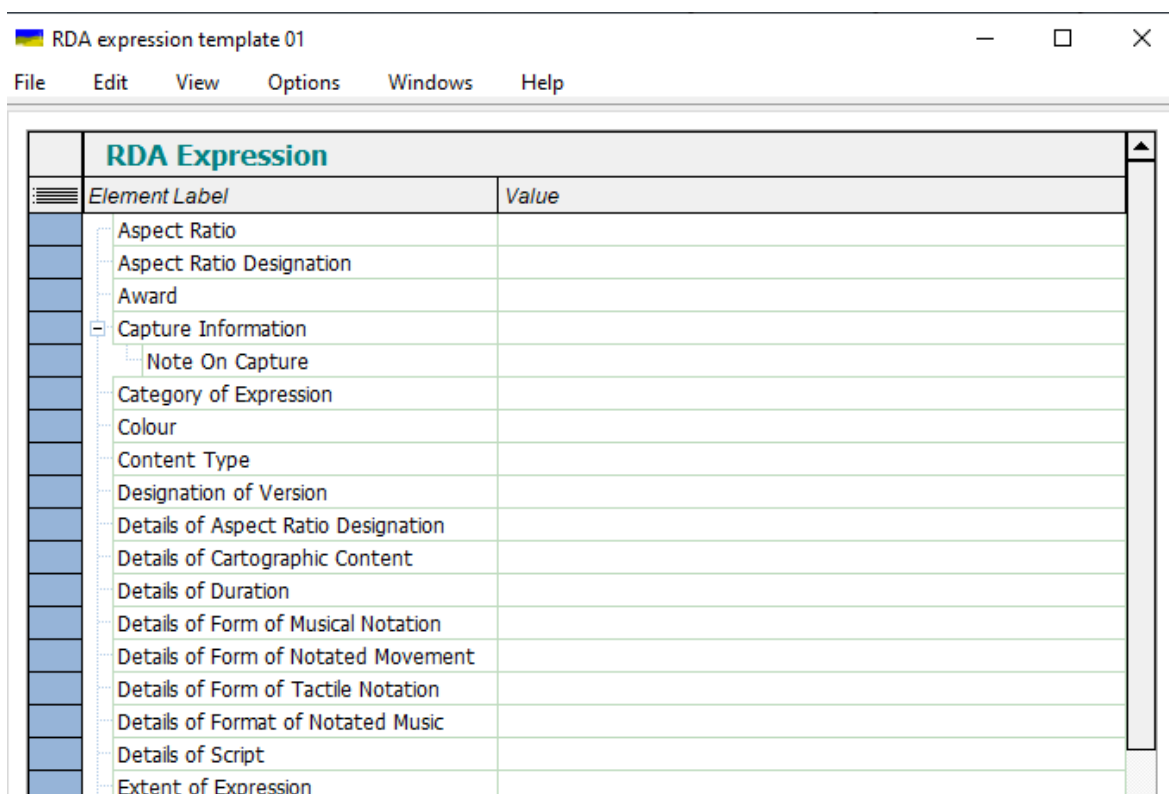 RDA expression template 01
File Edit View Options Windows Help
RDA Expression
Element Label Value
Aspect Ratio
Aspect Ratio Designation
Award
Capture Information
Note On Capture
Category of Expression
Colour
Content Type
Designation of Version
Details of Aspect Ratio Designation
Details of Cartographic Content
Details of Duration
Details of Form of Musical Notation
Details of Form of Notated Movement
Details of Form of Tactile Notation
Details of Format of Notated Music
Details of Script
Extent of Expression